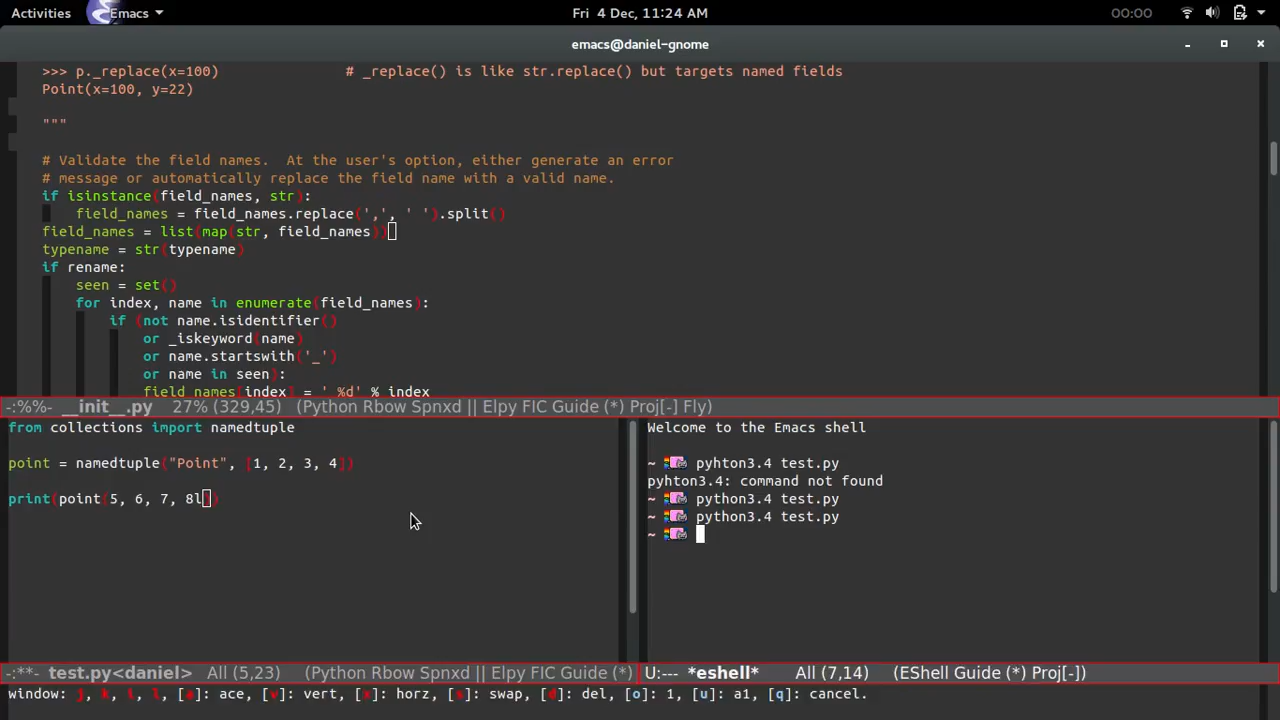 Activities Emacs Fri 4 Dec, 11:24 AM 00:00
emacs@daniel-gnome
>>> p._replace(x=100) # _replace() is like str.replace() but targets named fields
Point(x=100, y=22)
"""
# Validate the field names. At the user's option, either generate an error
# message or automatically replace the field name with a valid name.
if isinstance(field_names, str):
field_names = field_names.replace(',', ' ').split()
field_names = list(map(str, field_names))
typename = str(typename)
if rename:
seen = set()
for index, name in enumerate(field_names):
if (not name.isidentifier()
or _iskeyword(name)
or name.startswith('_')
or name in seen):
field_names[index] = '_%d' % index
-:%%- __init__.py 27% (329,45) (Python Rbow Spnxd || Elpy FIC Guide (*) Proj[-] Fly)
from collections import namedtuple
point = namedtuple("Point", [1, 2, 3, 4])
print(point(5, 6, 7, 8l))
-:**- test.py<daniel> All (5,23) (Python Rbow Spnxd || Elpy FIC Guide (*)
Welcome to the Emacs shell
~ pyhton3.4 test.py
pyhton3.4: command not found
~ python3.4 test.py
~ python3.4 test.py
~
U:--- *eshell* All (7,14) (EShell Guide (*) Proj[-])
window: j, k, l, l, [a]: ace, [v]: vert, [x]: horz, [s]: swap, [d]: del, [o]: 1, [u]: a1, [q]: cancel.